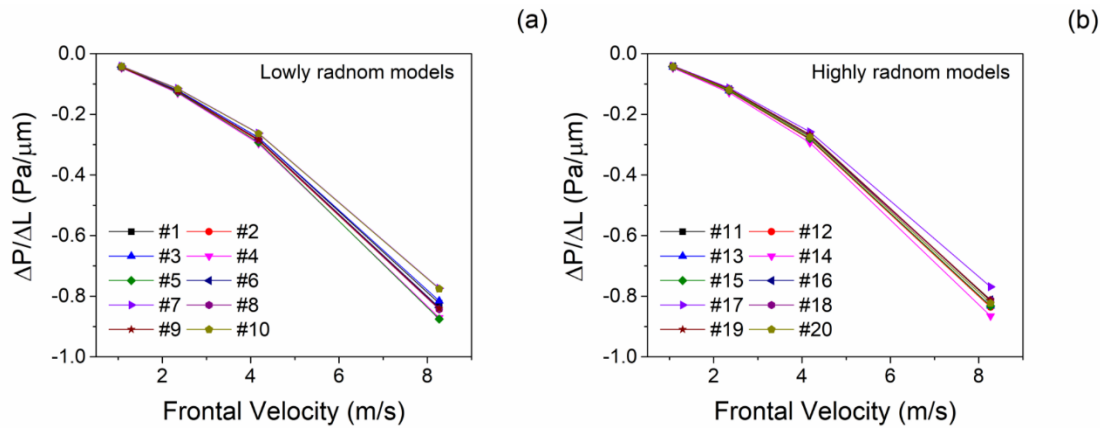 (a)
Lowly radnom models
0.0
-0.2
-0.4
-0.6
-0.8
-1.0
ΔP/ΔL (Pa/μm)
#1 #2
#3 #4
#5 #6
#7 #8
#9 #10
2 4 6 8
Frontal Velocity (m/s)
(b)
Highly radnom models
0.0
-0.2
-0.4
-0.6
-0.8
-1.0
ΔP/ΔL (Pa/μm)
#11 #12
#13 #14
#15 #16
#17 #18
#19 #20
2 4 6 8
Frontal Velocity (m/s)